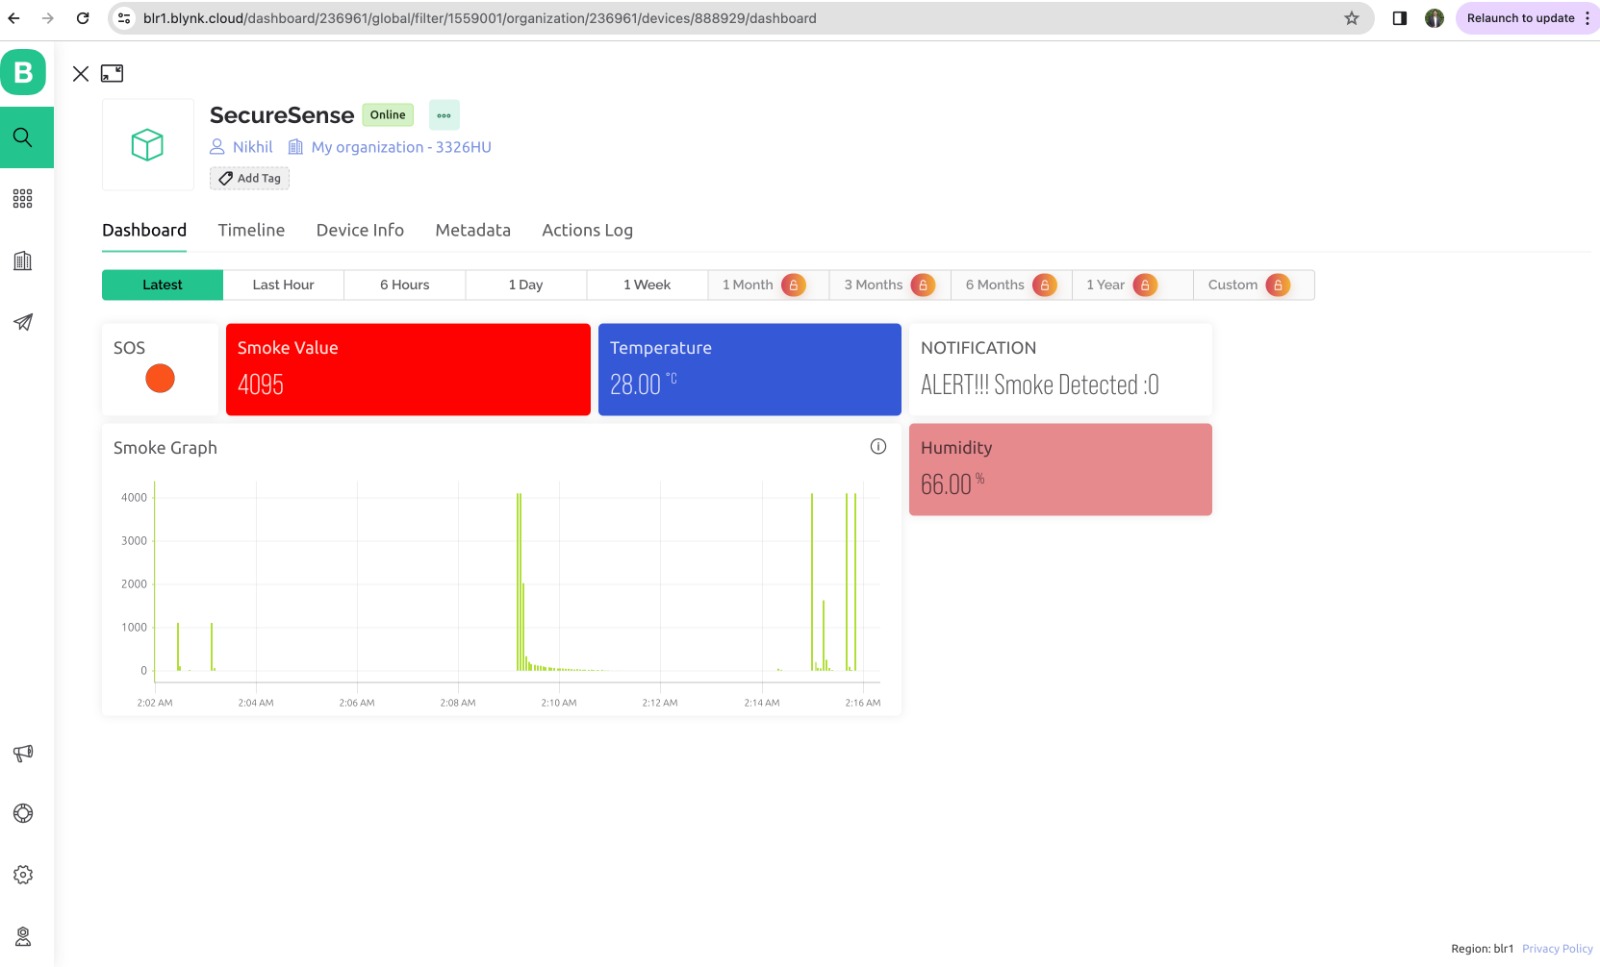 blr1.blynk.cloud/dashboard/236961/global/filter/1559001/organization/236961/devices/888929/dashboard
Relaunch to update
B
SecureSense Online
Nikhil My organization - 3326HU
Add Tag
Dashboard Timeline Device Info Metadata Actions Log
Latest Last Hour 6 Hours 1 Day 1 Week 1 Month 3 Months 6 Months 1 Year Custom
SOS
Smoke Value
4095
Temperature
28.00 °C
NOTIFICATION
ALERT!!! Smoke Detected :0
Smoke Graph
Humidity
66.00 %
4000
3000
2000
1000
0
2:02 AM 2:04 AM 2:06 AM 2:08 AM 2:10 AM 2:12 AM 2:14 AM 2:16 AM
Region: blr1 Privacy Policy